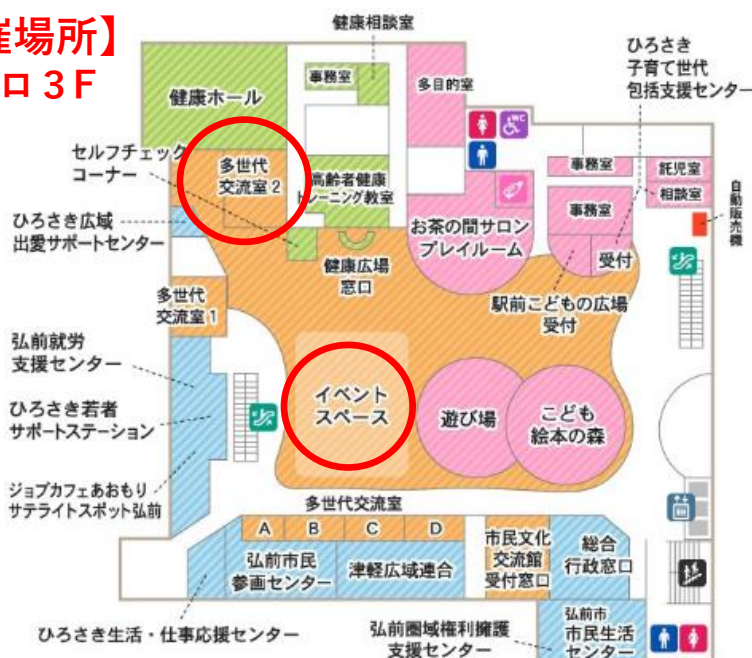 催場所】
ロ 3F
健康相談室
健康ホール
事務室
多目的室
ひろさき
子育て世代
包括支援センター
WC
セルフチェック
コーナー
多世代
交流室2
高齢者健康
トレーニング教室
お茶の間サロン
プレイルーム
事務室
事務室
託児室
相談室
自動販売機
ひろさき広域
出愛サポートセンター
健康広場
窓口
受付
駅前こどもの広場
受付
多世代
交流室1
弘前就労
支援センター
イベント
スペース
遊び場
こども
絵本の森
ひろさき若者
サポートステーション
ジョブカフェあおもり
サテライトスポット弘前
多世代交流室
A B C D
弘前市民
参画センター
津軽広域連合
市民文化
交流館
受付窓口
総合
行政窓口
ひろさき生活・仕事応援センター
弘前圏域権利擁護
支援センター
弘前市
市民生活
センター